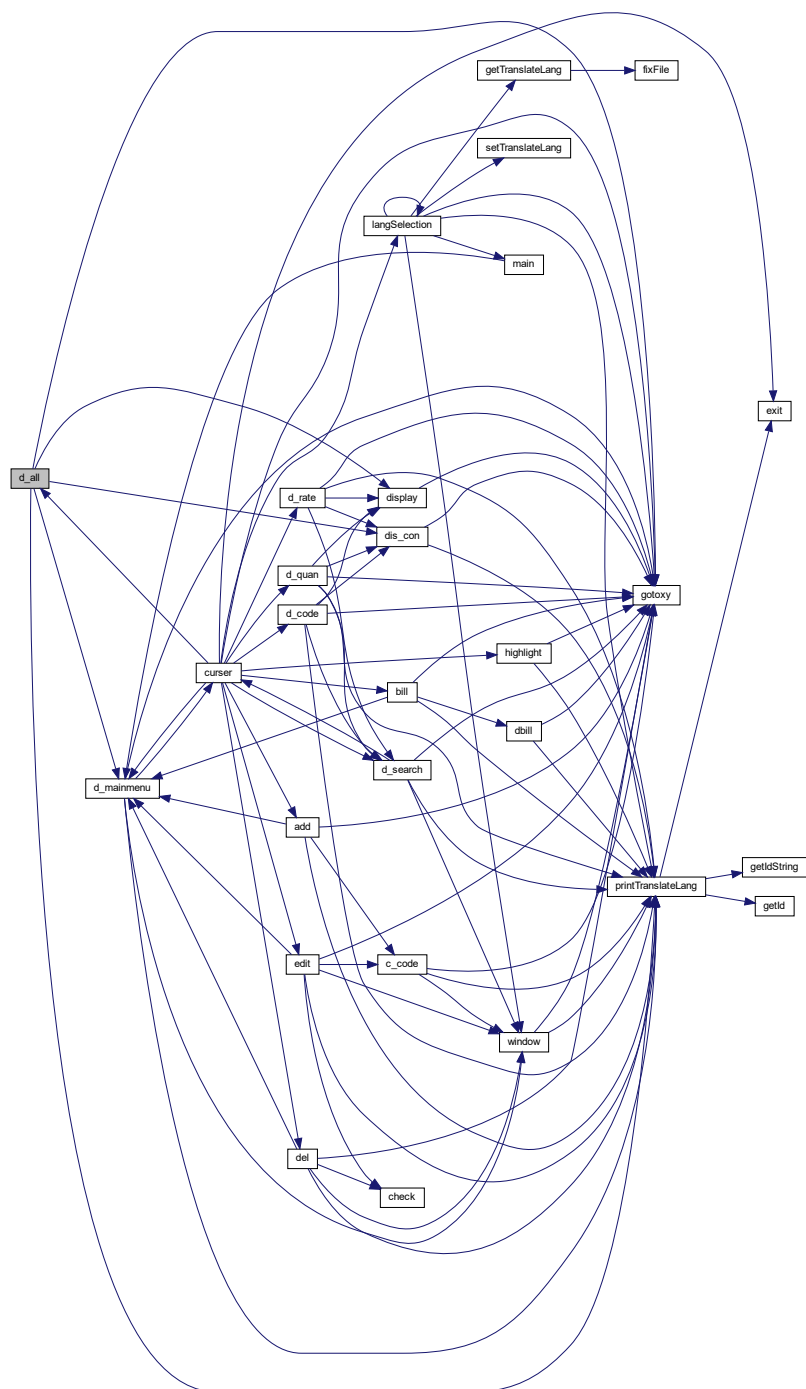 getTranslateLang
fixFile
setTranslateLang
langSelection
main
exit
d_all
d_rate
display
dis_con
d_quan
gotoxy
d_code
highlight
curser
bill
dbill
d_search
d_mainmenu
add
getIdString
printTranslateLang
getId
edit
c_code
window
del
check